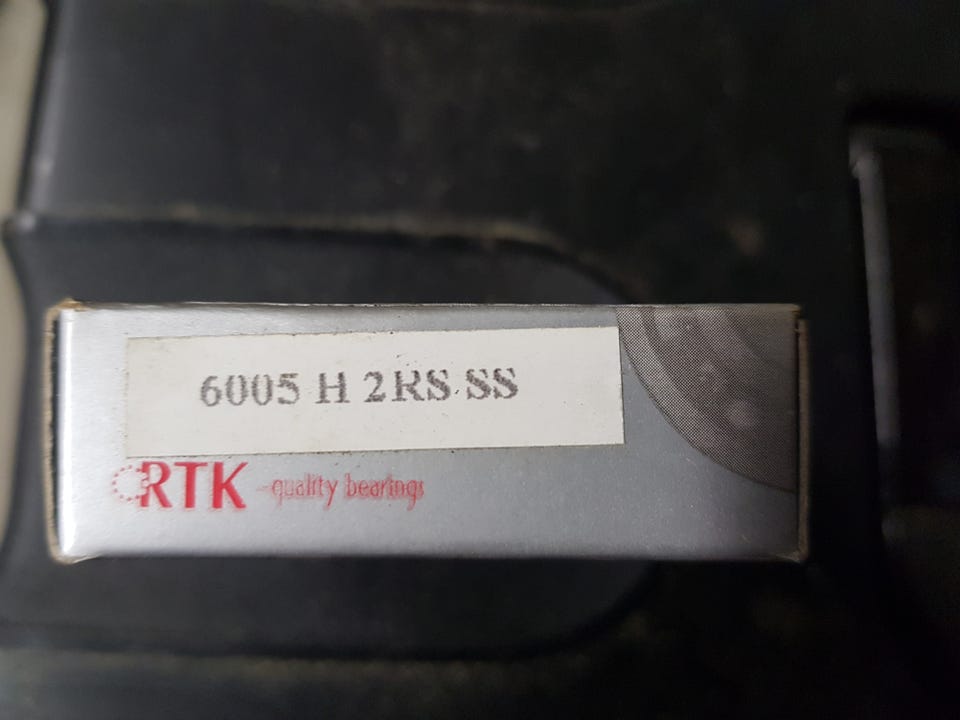 6005 H 2RS SS
RTK -quality bearings